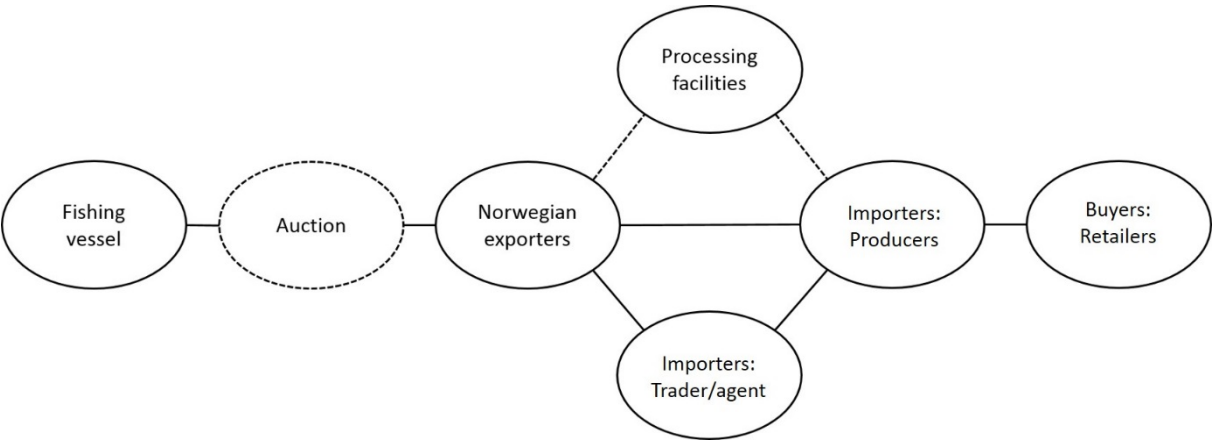 Processing
facilities
Fishing
vessel
Auction
Norwegian
exporters
Importers:
Producers
Buyers:
Retailers
Importers:
Trader/agent